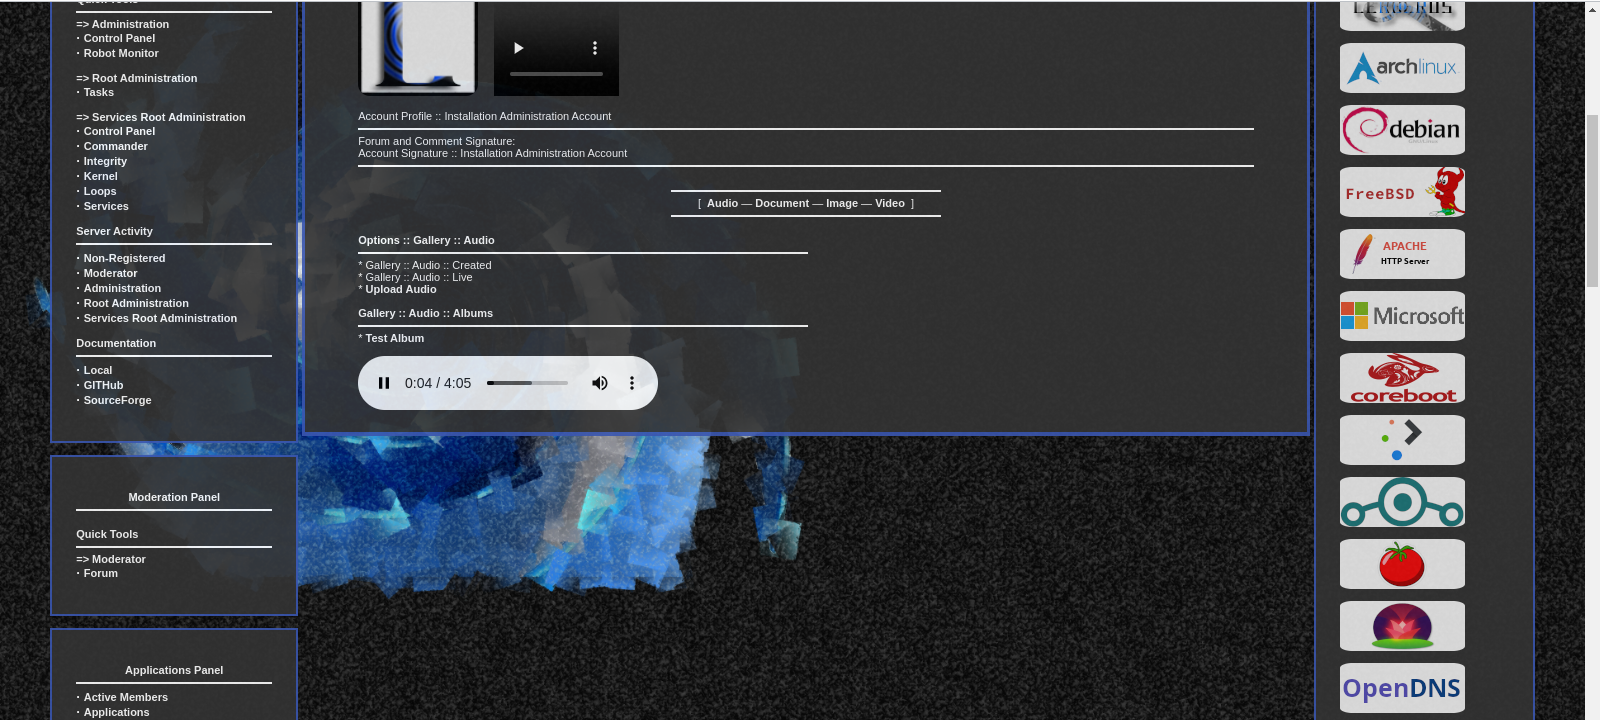 Quick Tools
=> Administration
· Control Panel
· Robot Monitor
=> Root Administration
· Tasks
=> Services Root Administration
· Control Panel
· Commander
· Integrity
· Kernel
· Loops
· Services
Server Activity
· Non-Registered
· Moderator
· Administration
· Root Administration
· Services Root Administration
Documentation
· Local
· GITHub
· SourceForge
Moderation Panel
Quick Tools
=> Moderator
· Forum
Applications Panel
· Active Members
· Applications
Account Profile :: Installation Administration Account
Forum and Comment Signature:
Account Signature :: Installation Administration Account
[ Audio — Document — Image — Video ]
Options :: Gallery :: Audio
* Gallery :: Audio :: Created
* Gallery :: Audio :: Live
* Upload Audio
Gallery :: Audio :: Albums
* Test Album
0:04 / 4:05
archlinux
debian
FreeBSD
APACHE
HTTP Server
Microsoft
coreboot
OpenDNS